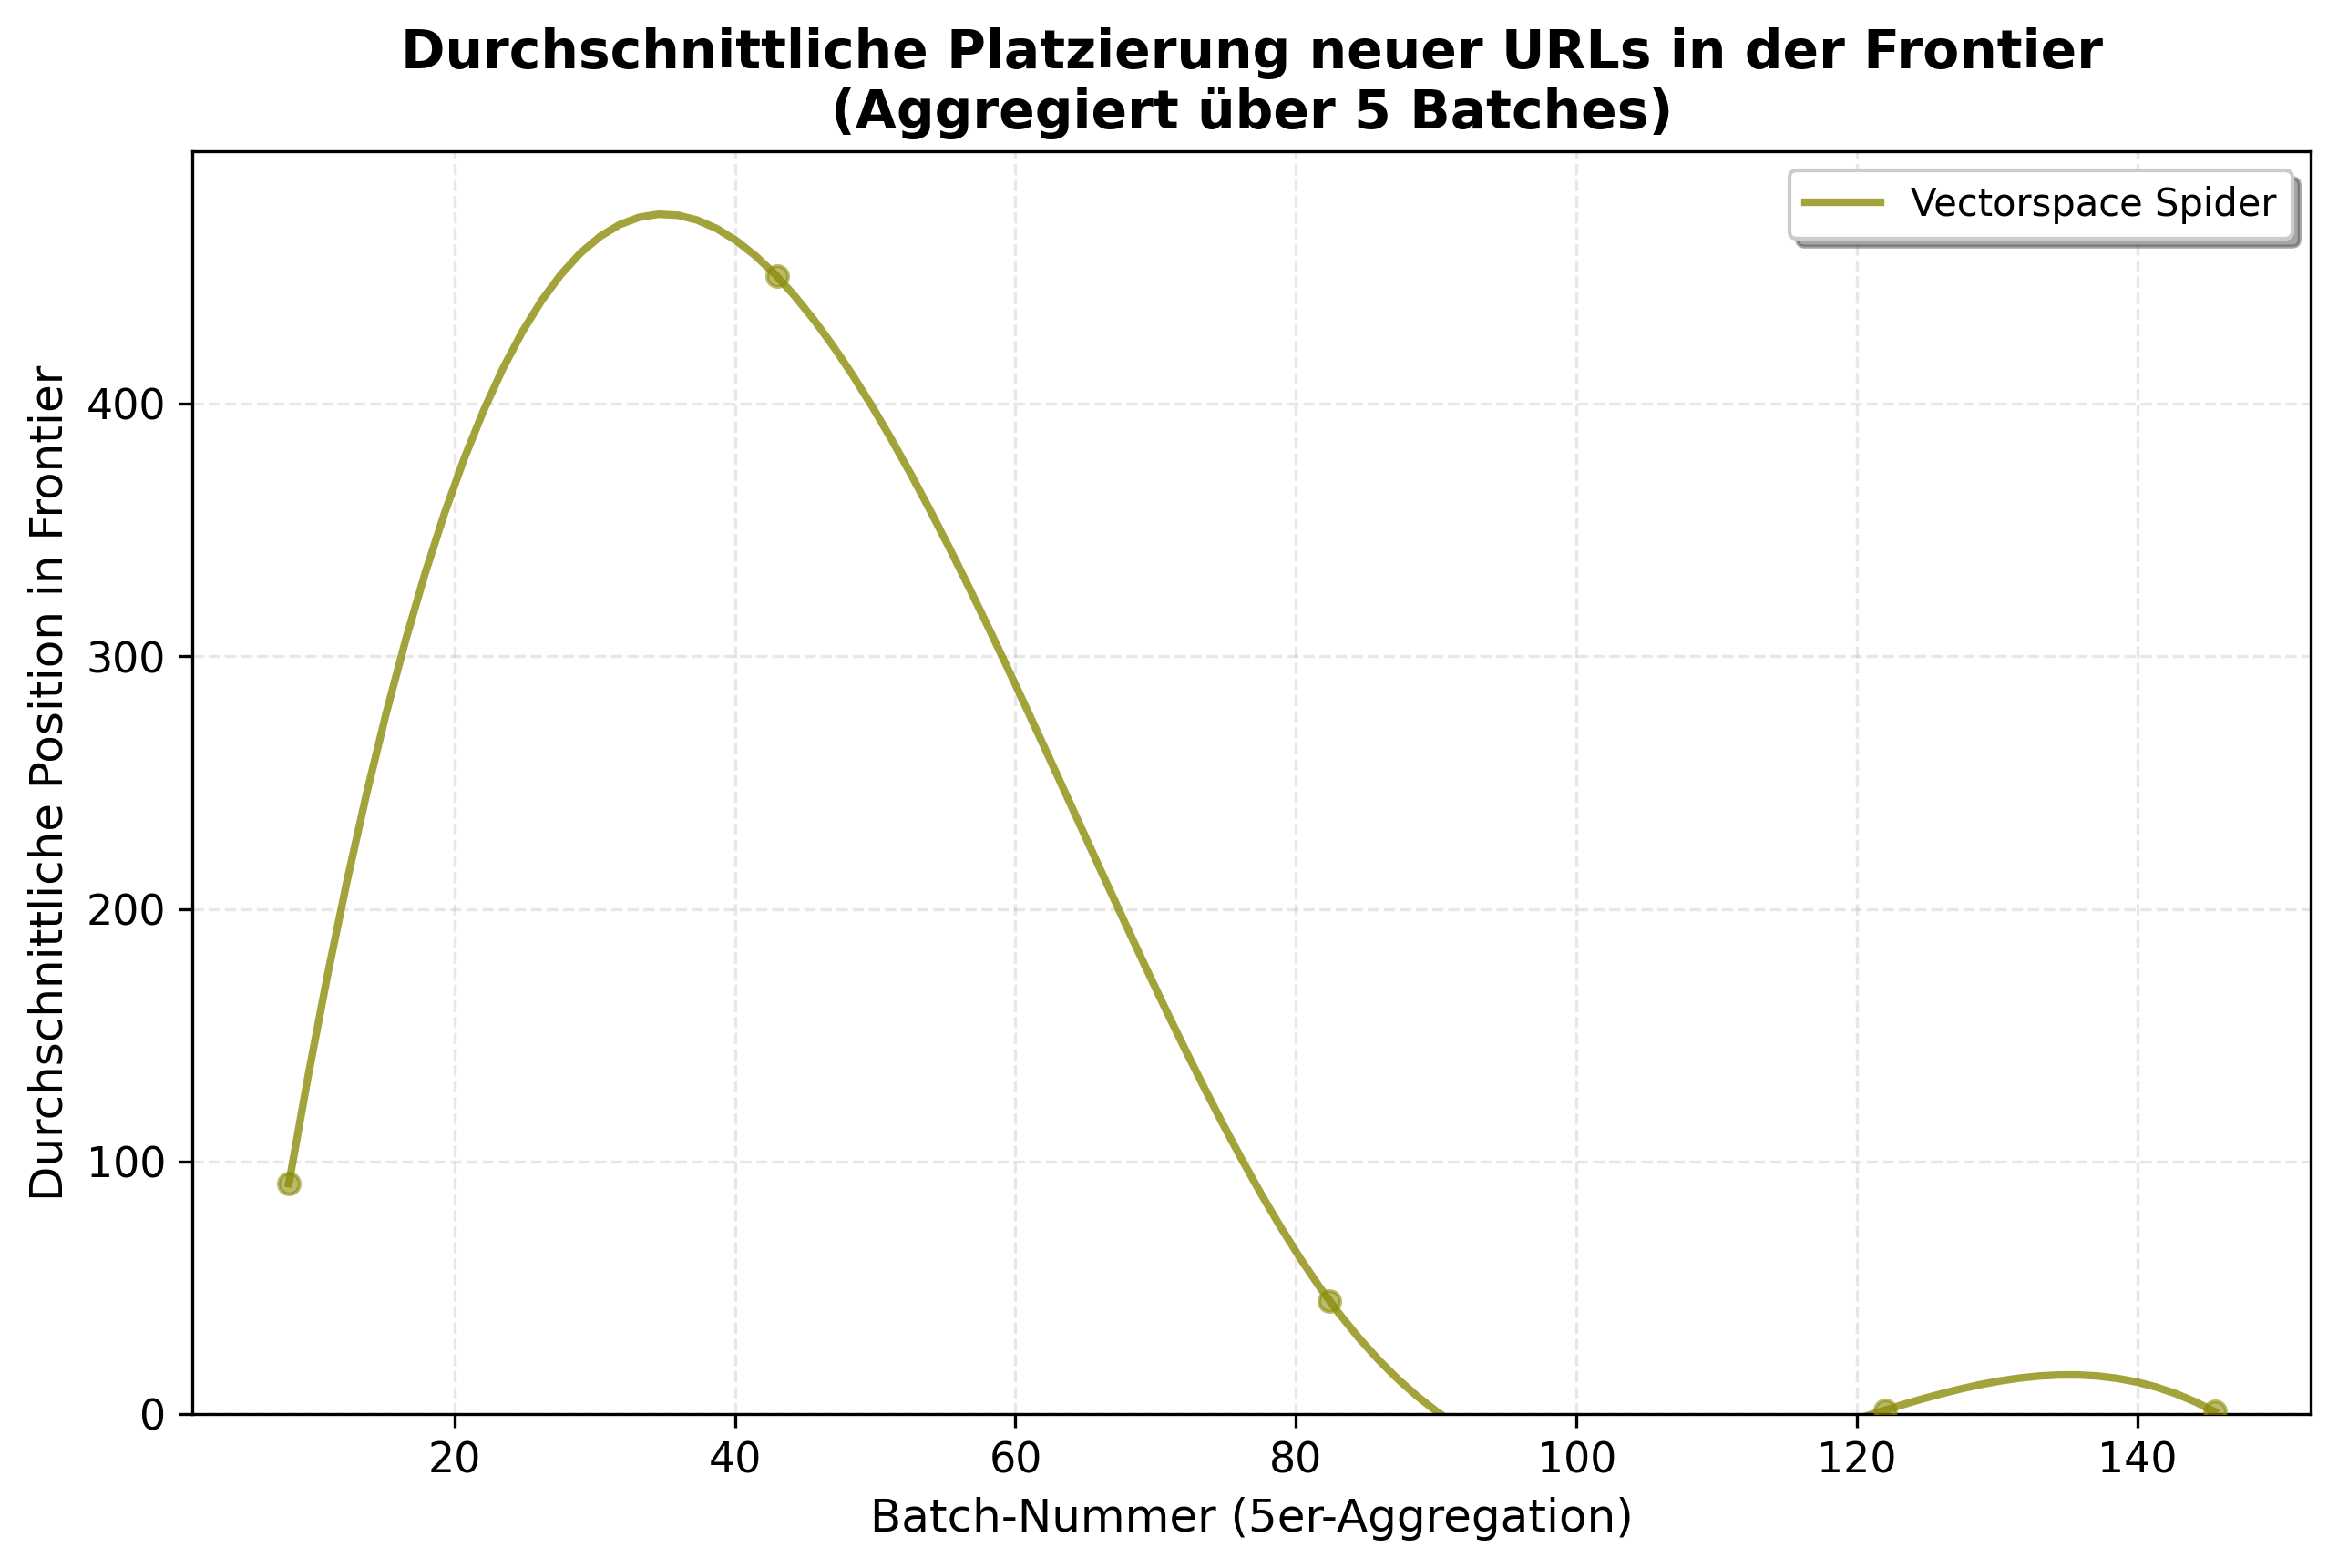 Durchschnittliche Platzierung neuer URLs in der Frontier
(Aggregiert über 5 Batches)
Vectorspace Spider
Durchschnittliche Position in Frontier
400
300
200
100
0
20
40
60
80
100
120
140
Batch-Nummer (5er-Aggregation)